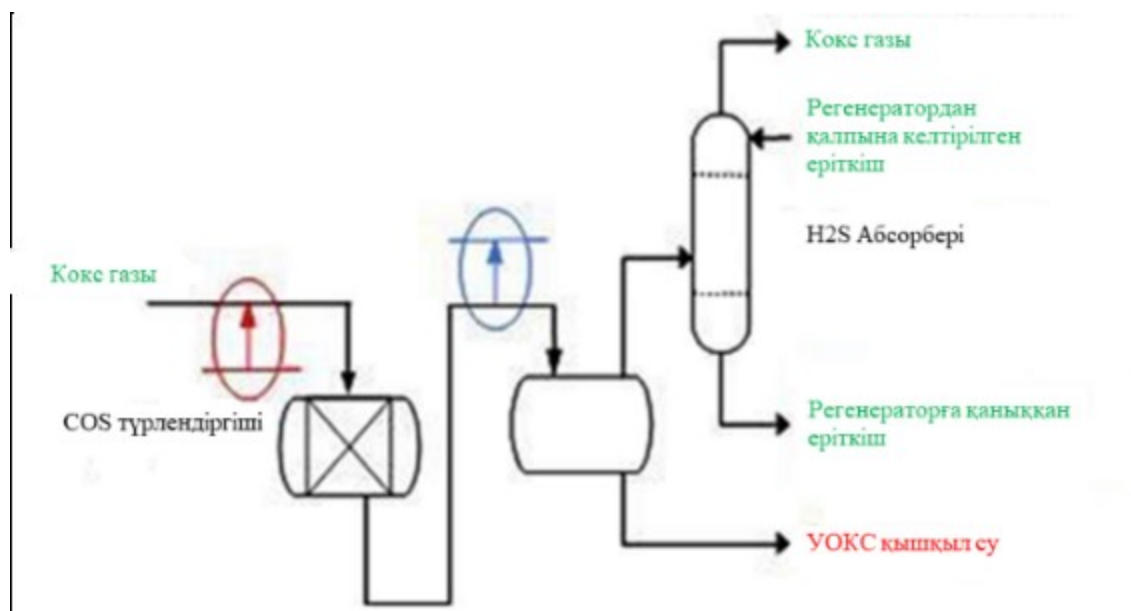 Кокс газы
Регенератордан
қалпына келтірілген
еріткіш
H2S Абсорбері
Кокс газы
COS түрлендіргіші
Регенераторға қаныққан
еріткіш
УОКС қышқыл су